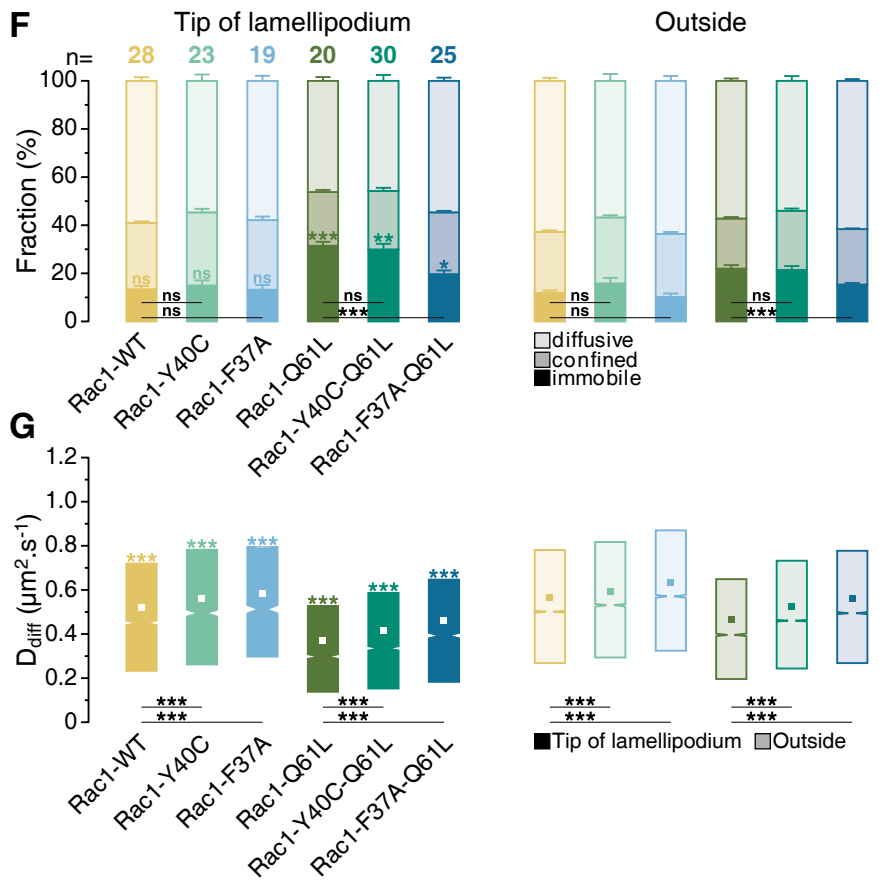 F
Tip of lamellipodium
Outside
n= 28 23 19 20 30 25
Fraction (%)
100
80
60
40
20
0
ns ns ns *** ** *
ns
ns
ns
***
ns
ns
ns
***
Rac1-WT
Rac1-Y40C
Rac1-F37A
Rac1-Q61L
Rac1-Y40C-Q61L
Rac1-F37A-Q61L
diffusive
confined
immobile
G
Ddiff (µm².s⁻¹)
1.2
1.0
0.8
0.6
0.4
0.2
0
*** *** *** *** *** ***
***
***
***
***
***
***
***
***
Rac1-WT
Rac1-Y40C
Rac1-F37A
Rac1-Q61L
Rac1-Y40C-Q61L
Rac1-F37A-Q61L
Tip of lamellipodium Outside